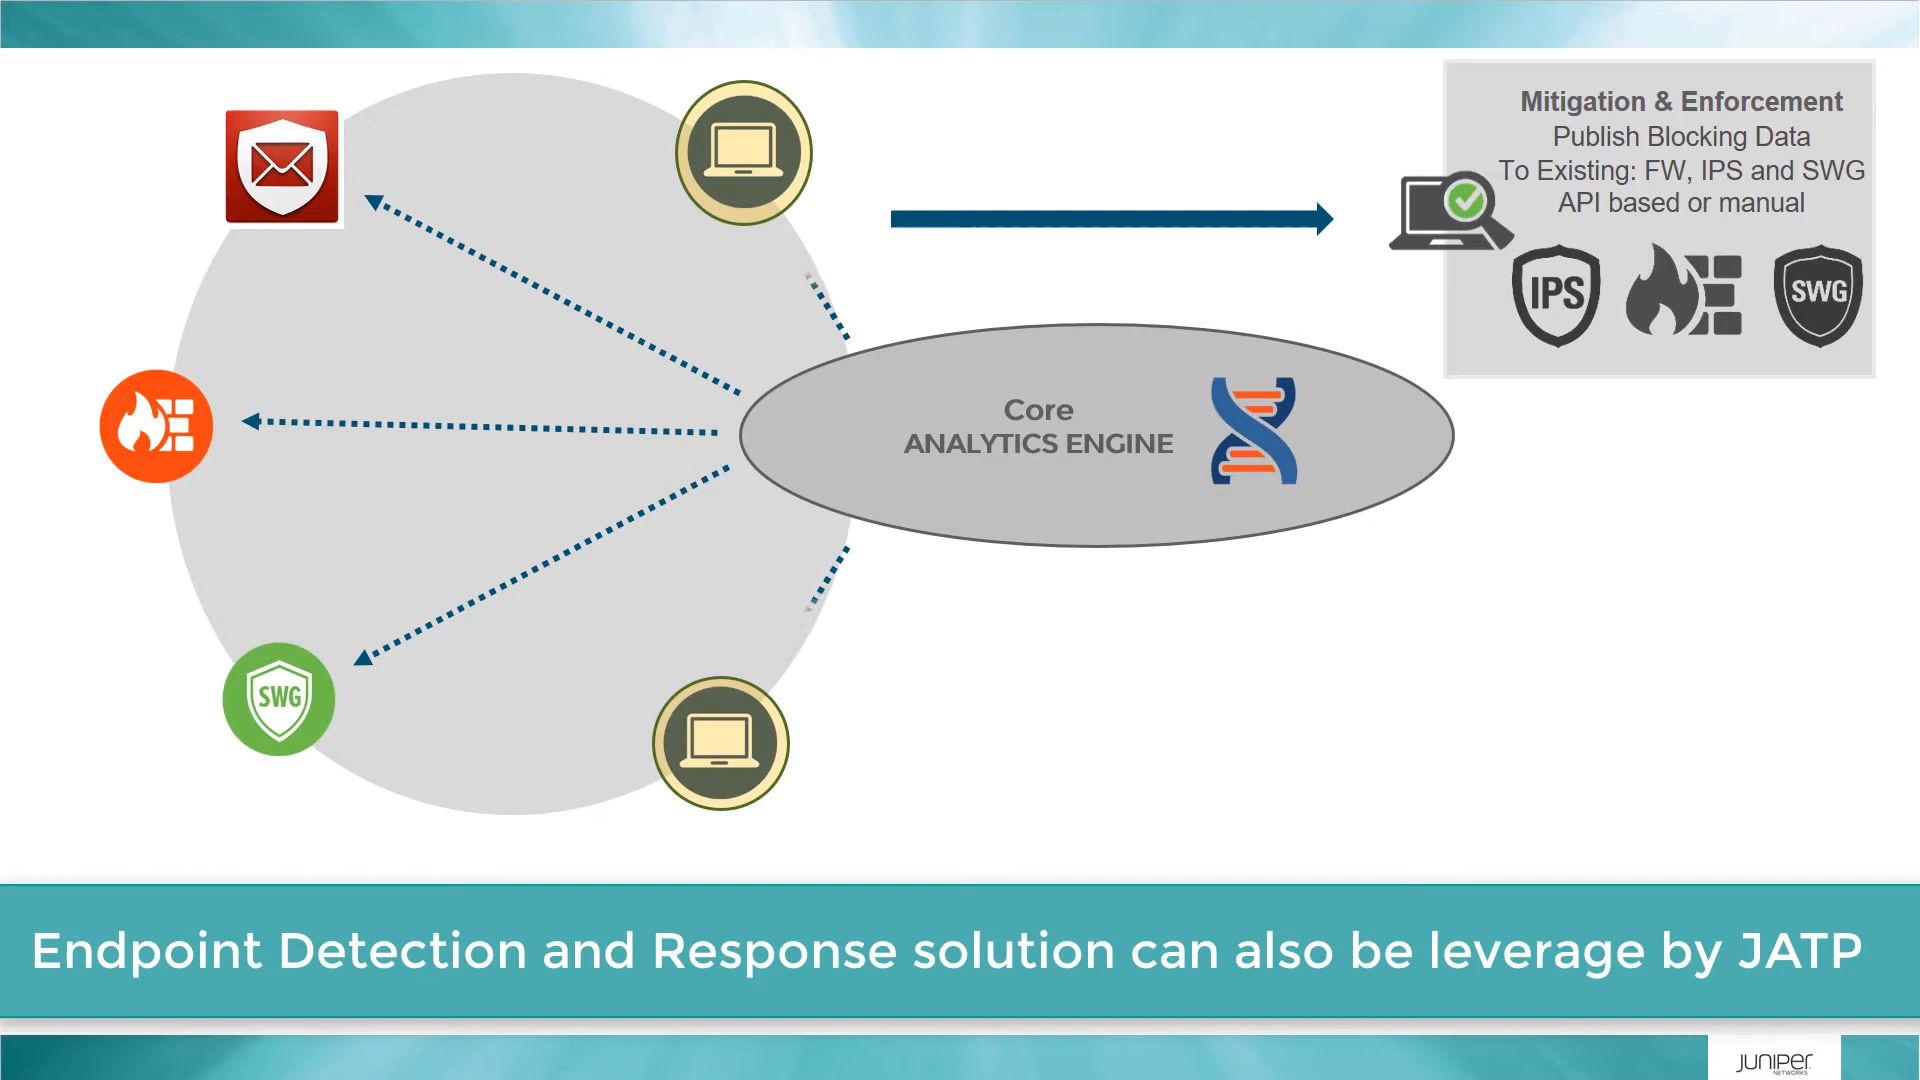 Mitigation & Enforcement
Publish Blocking Data
To Existing: FW, IPS and SWG
API based or manual
IPS
SWG
Core
ANALYTICS ENGINE
SWG
Endpoint Detection and Response solution can also be leverage by JATP
JUNIPER
NETWORKS